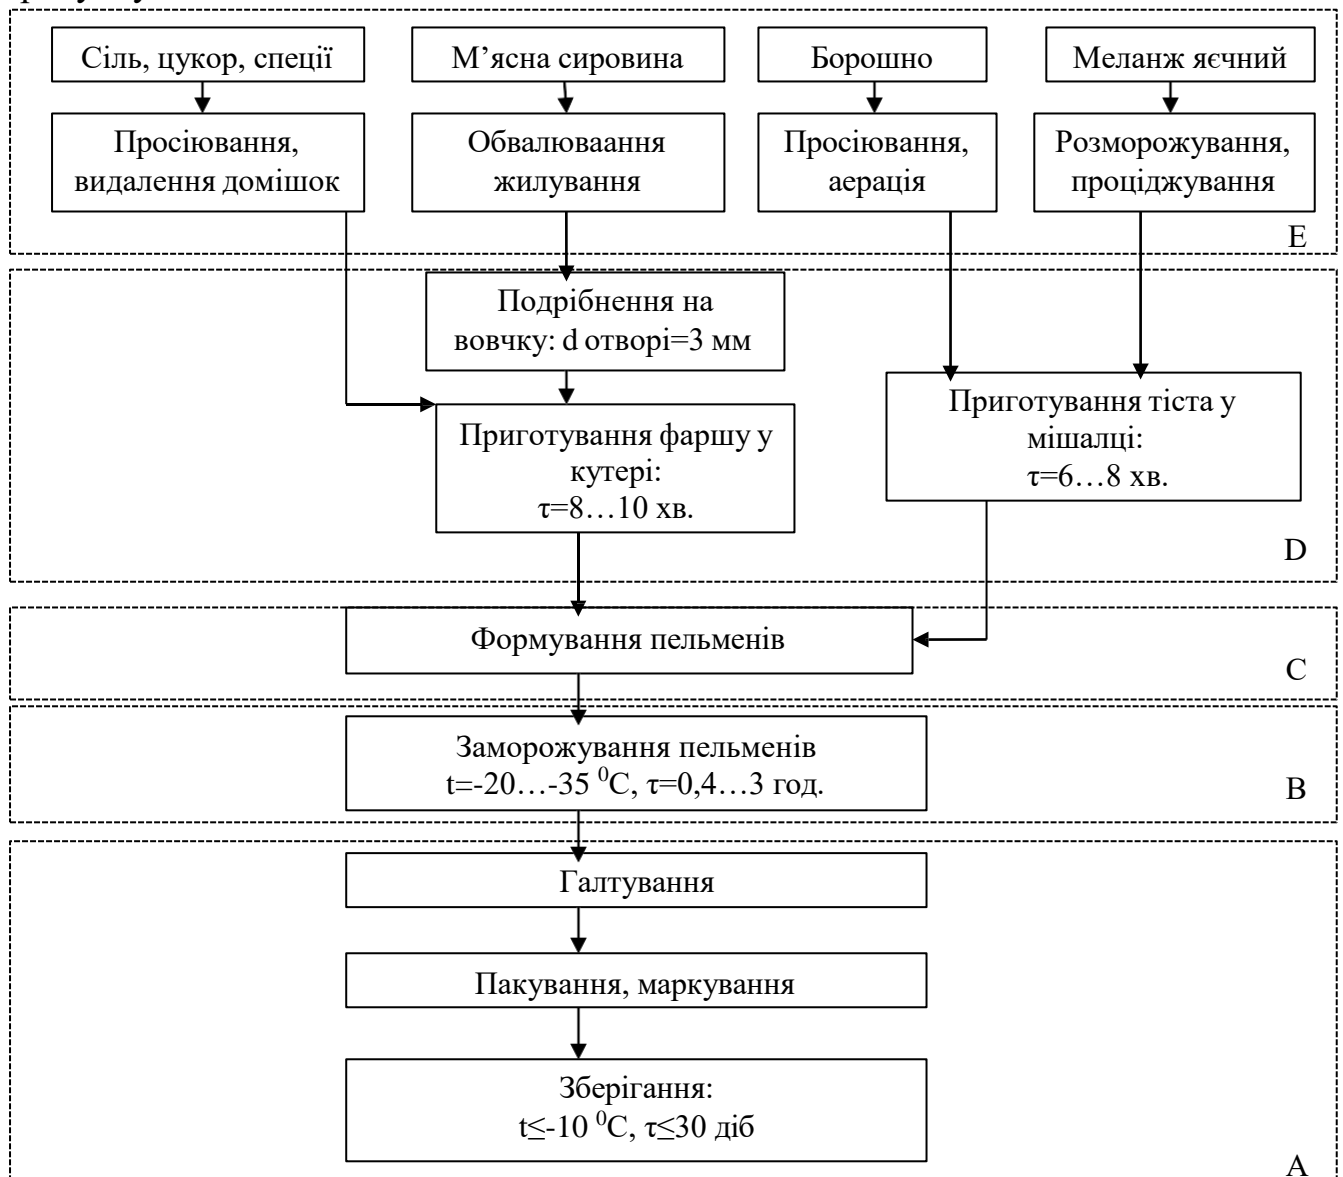 Сіль, цукор, спеції
М’ясна сировина
Борошно
Меланж яєчний
Просіювання,
видалення домішок
Обвалюваання
жилування
Просіювання,
аерація
Розморожування,
проціджування
E
Подрібнення на
вовчку: d отворі=3 мм
Приготування фаршу у
кутері:
τ=8…10 хв.
Приготування тіста у
мішалці:
τ=6…8 хв.
D
Формування пельменів
C
Заморожування пельменів
t=-20…-35 ⁰С, τ=0,4…3 год.
B
Галтування
Пакування, маркування
Зберігання:
t≤-10 ⁰С, τ≤30 діб
A